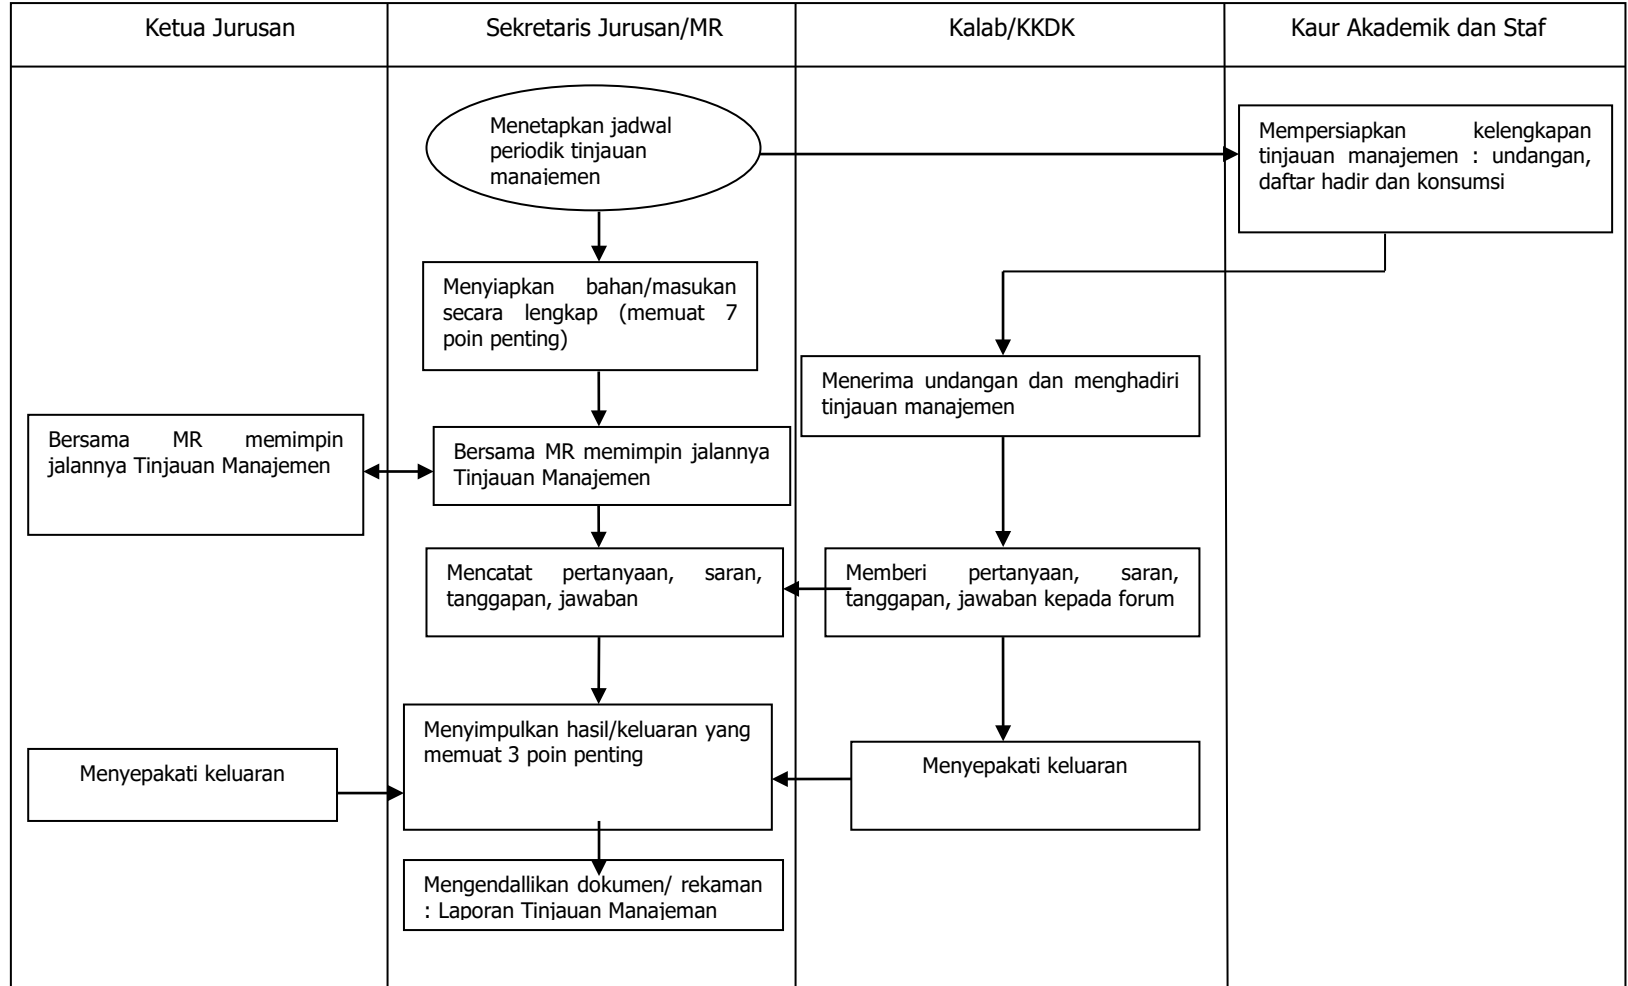 Ketua Jurusan
Sekretaris Jurusan/MR
Kalab/KKDK
Kaur Akademik dan Staf
Menetapkan jadwal
periodik tinjauan
manajemen
Mempersiapkan kelengkapan
tinjauan manajemen : undangan,
daftar hadir dan konsumsi
Menyiapkan bahan/masukan
secara lengkap (memuat 7
poin penting)
Menerima undangan dan menghadiri
tinjauan manajemen
Bersama MR memimpin
jalannya Tinjauan Manajemen
Bersama MR memimpin jalannya
Tinjauan Manajemen
Mencatat pertanyaan, saran,
tanggapan, jawaban
Memberi pertanyaan, saran,
tanggapan, jawaban kepada forum
Menyimpulkan hasil/keluaran yang
memuat 3 poin penting
Menyepakati keluaran
Menyepakati keluaran
Mengendallikan dokumen/ rekaman
: Laporan Tinjauan Manajeman